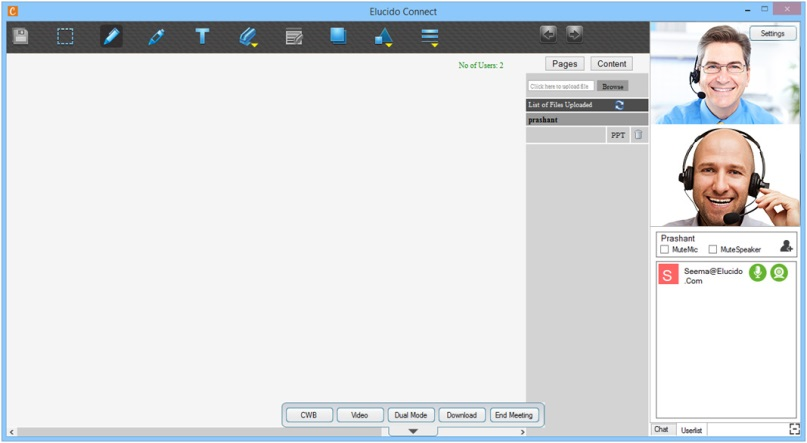 Elucido Connect
Settings
T
No of Users: 2
Pages
Content
Click here to upload file
Browse
List of Files Uploaded
prashant
PPT
Prashant
MuteMic
MuteSpeaker
S
Seema@Elucido
.Com
CWB
Video
Dual Mode
Download
End Meeting
Chat
Userlist